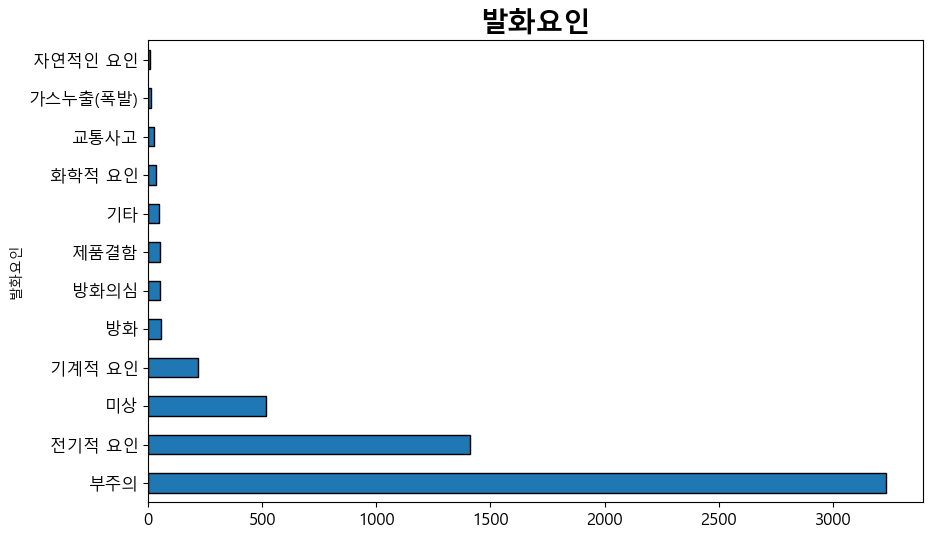 발화요인
자연적인 요인
가스누출(폭발)
교통사고
화학적 요인
기타
제품결함
방화의심
방화
기계적 요인
미상
전기적 요인
부주의
발화요인
0 500 1000 1500 2000 2500 3000